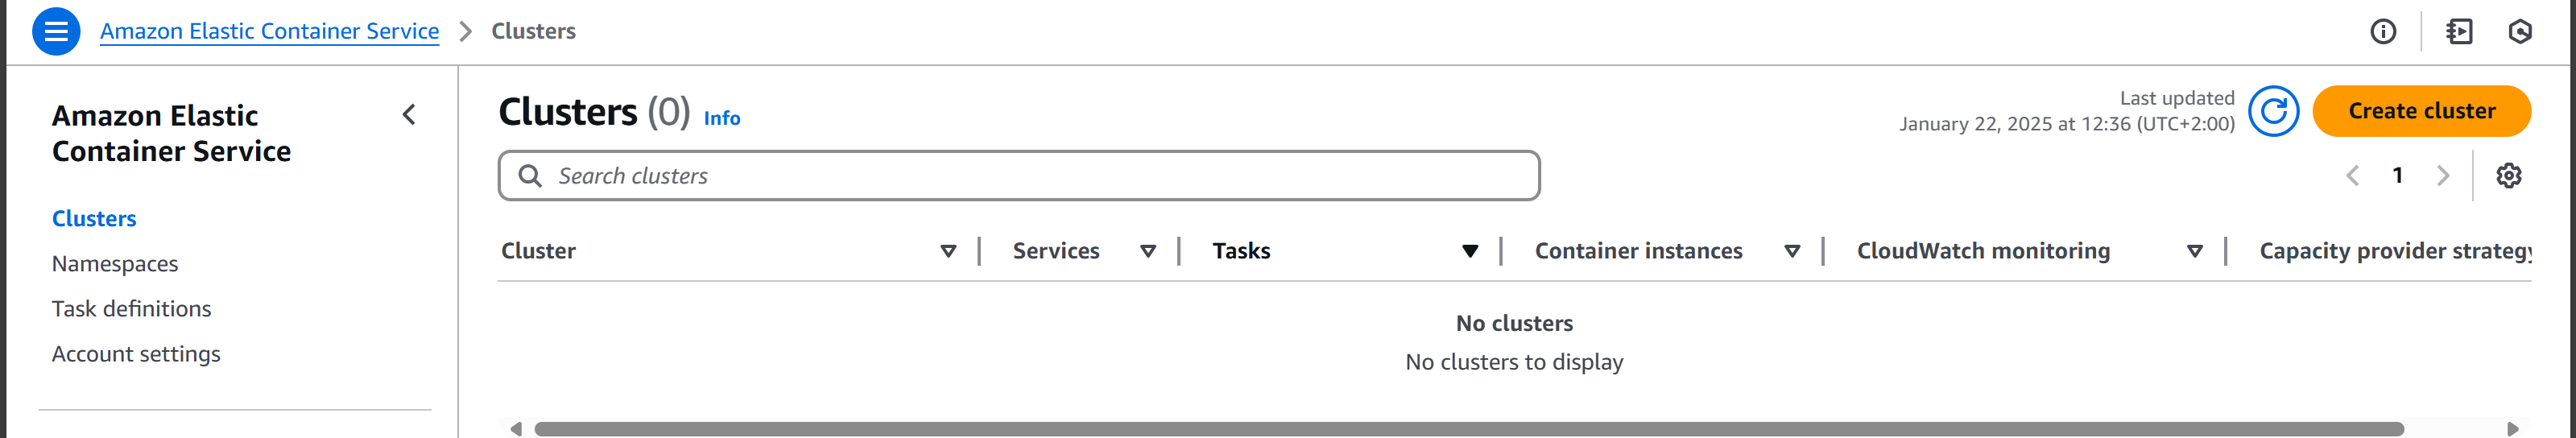 Amazon Elastic Container Service
Clusters
Amazon Elastic
Container Service
Clusters
Namespaces
Task definitions
Account settings
Clusters (0) Info
Last updated
January 22, 2025 at 12:36 (UTC+2:00)
Create cluster
Search clusters
1
Cluster
Services
Tasks
Container instances
CloudWatch monitoring
Capacity provider strategy
No clusters
No clusters to display